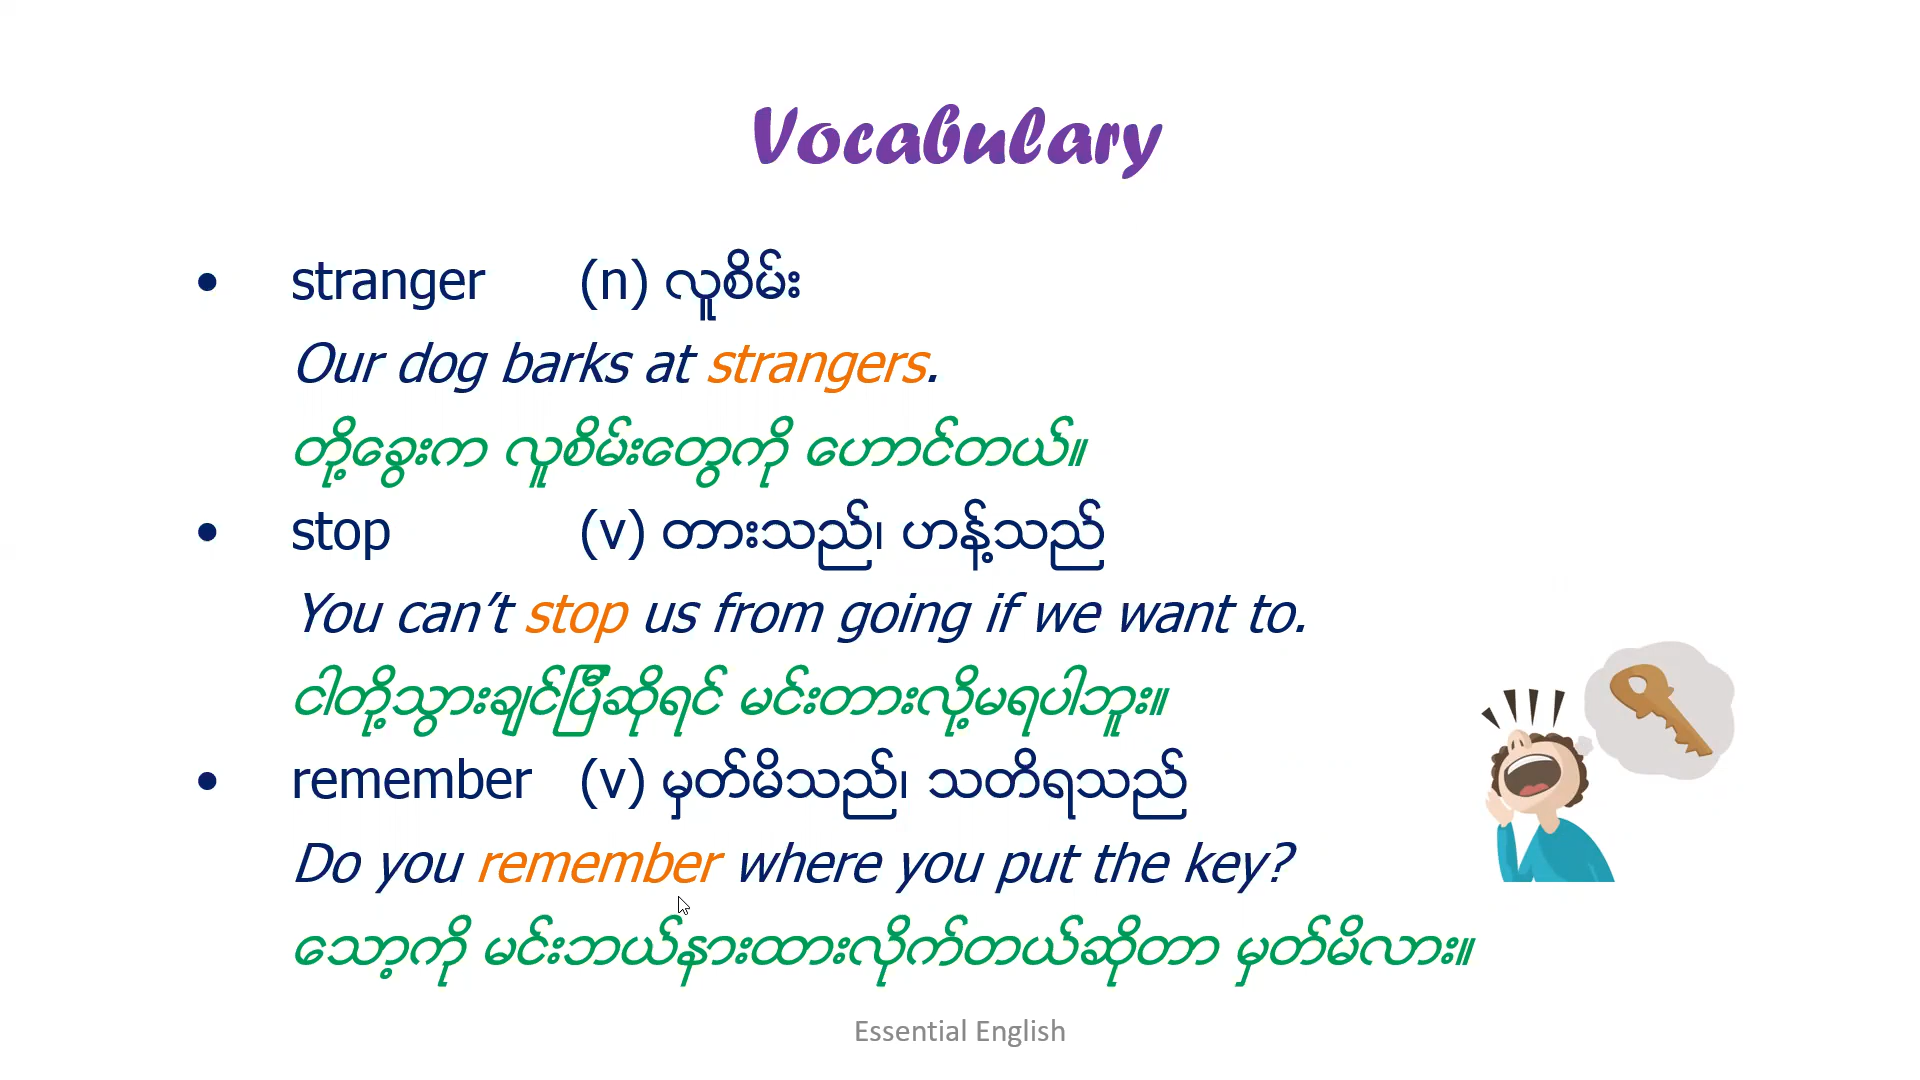 Vocabulary
• stranger (n) လူစိမ်း
Our dog barks at strangers.
တို့ခွေးက လူစိမ်းတွေကို ဟောင်တယ်။
• stop (v) တားသည်၊ ဟန့်သည်
You can’t stop us from going if we want to.
ငါတို့သွားချင်ပြီဆိုရင် မင်းတားလို့မရပါဘူး။
• remember (v) မှတ်မိသည်၊ သတိရသည်
Do you remember where you put the key?
သော့ကို မင်းဘယ်နားထားလိုက်တယ်ဆိုတာ မှတ်မိလား။
Essential English